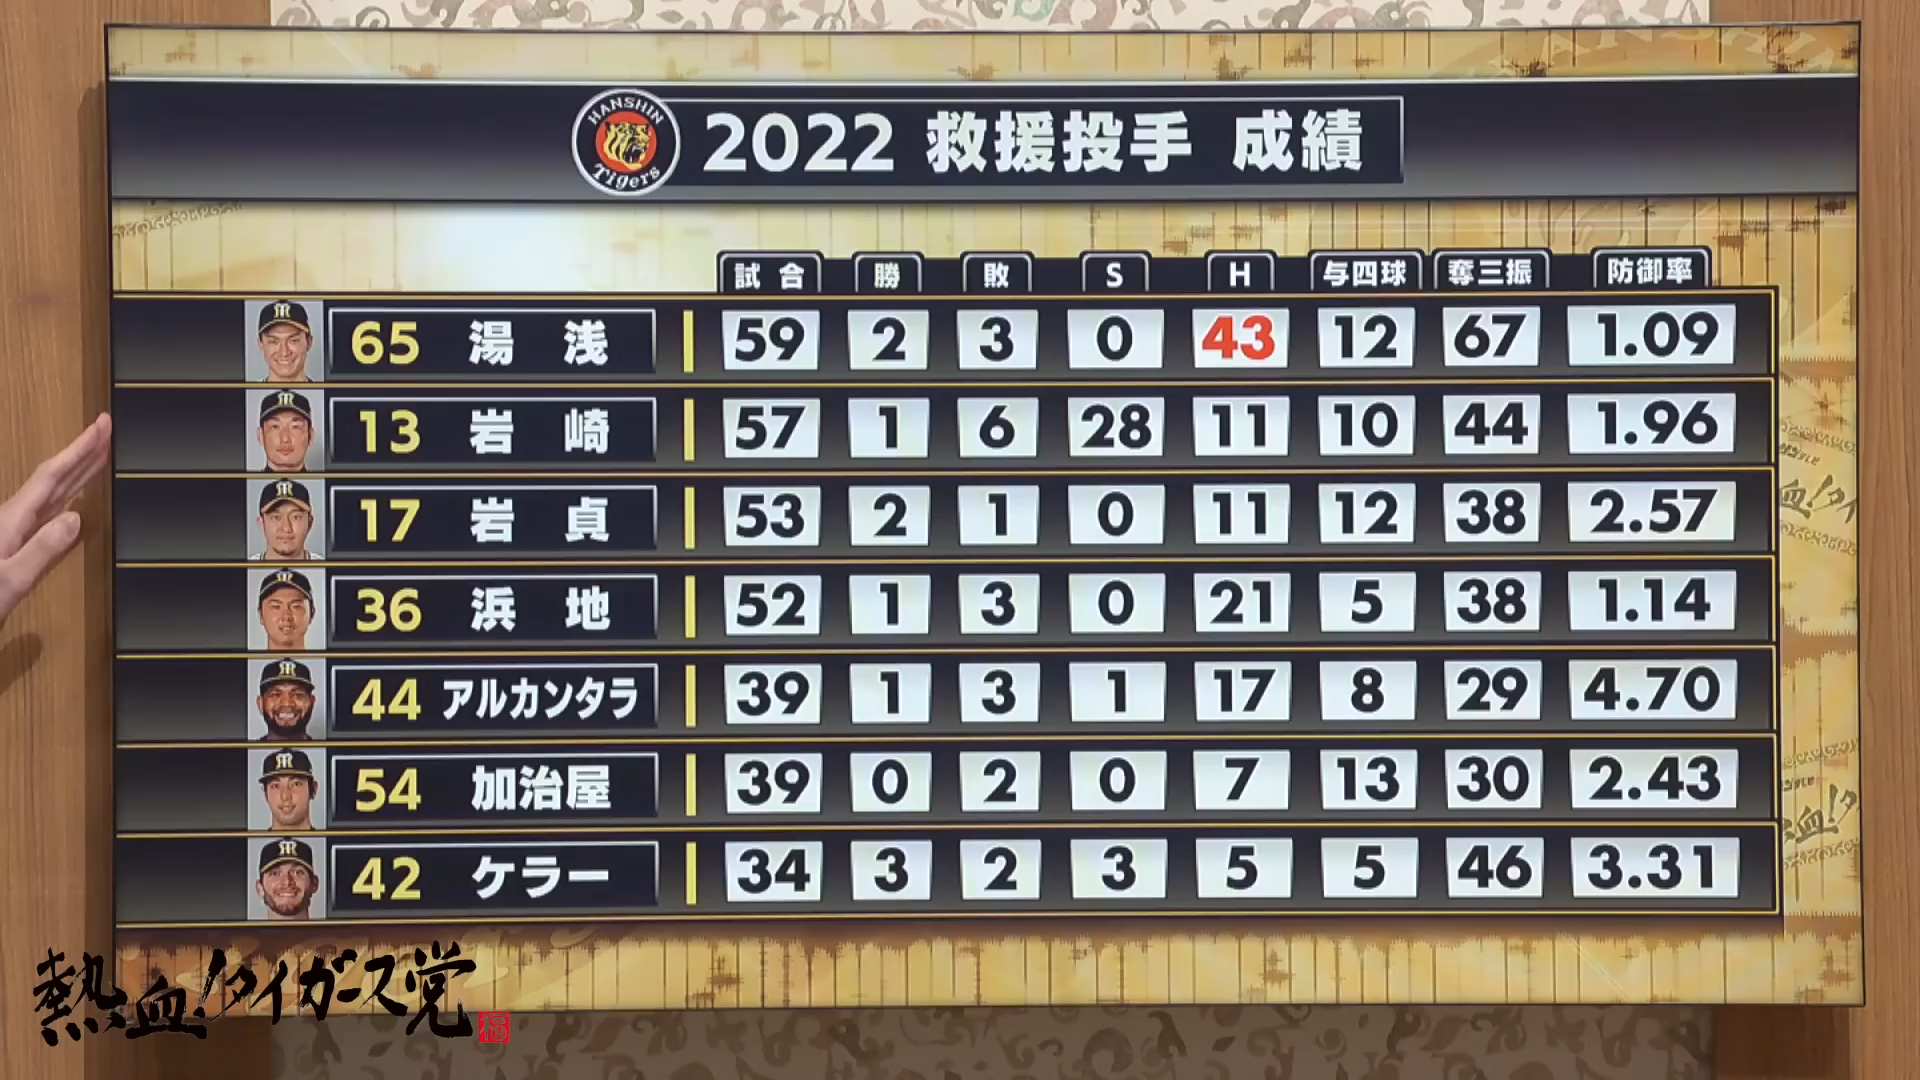 HANSHIN
Tigers
2022 救援投手 成績
試合 勝 敗 S H 与四球 奪三振 防御率
65 湯浅 59 2 3 0 43 12 67 1.09
13 岩崎 57 1 6 28 11 10 44 1.96
17 岩貞 53 2 1 0 11 12 38 2.57
36 浜地 52 1 3 0 21 5 38 1.14
44 アルカンタラ 39 1 3 1 17 8 29 4.70
54 加治屋 39 0 2 0 7 13 30 2.43
42 ケラー 34 3 2 3 5 5 46 3.31
熱血!タイガース党
福